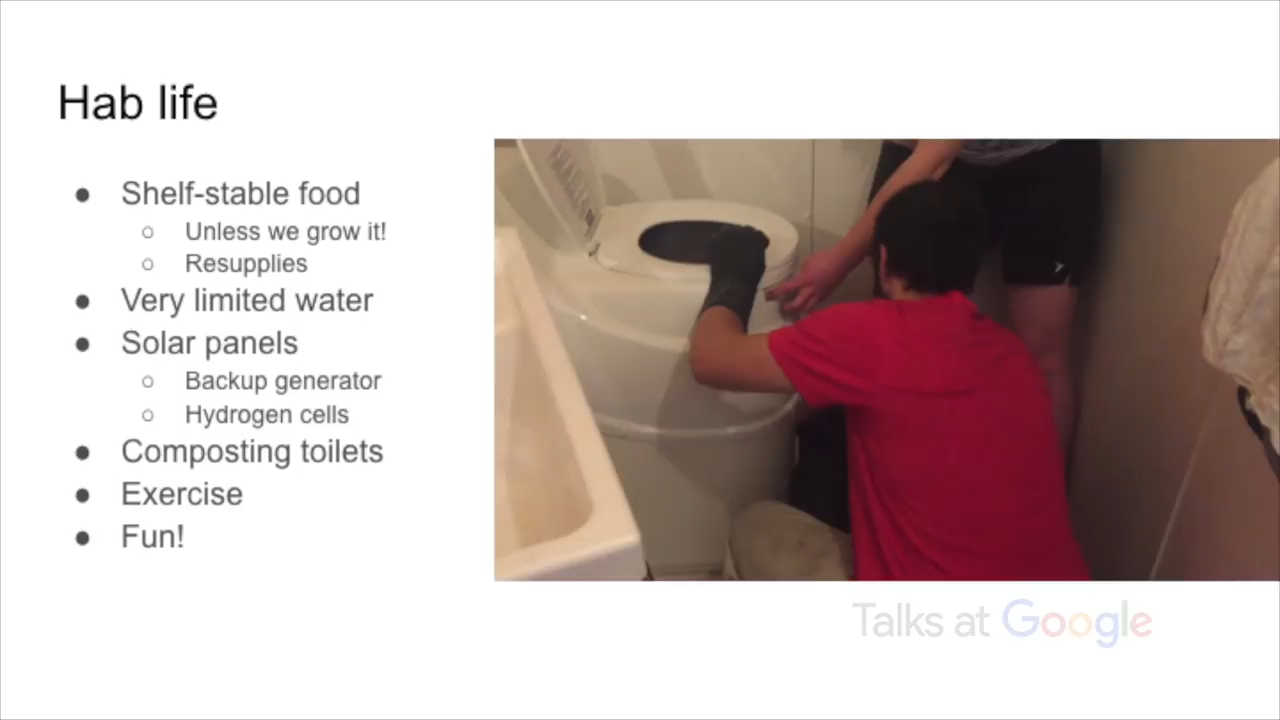 Hab life
● Shelf-stable food
○ Unless we grow it!
○ Resupplies
● Very limited water
● Solar panels
○ Backup generator
○ Hydrogen cells
● Composting toilets
● Exercise
● Fun!
Talks at Google